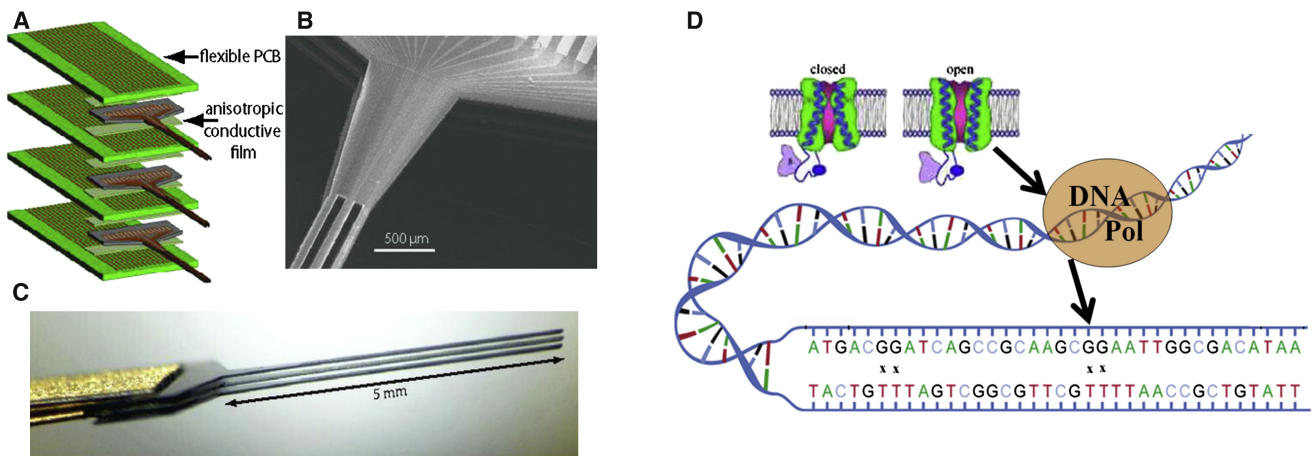 A
flexible PCB
anisotropic
conductive
film
B
500 µm
C
5 mm
D
closed
open
DNA
Pol
ATGACGGATCAGCCGCAAGCGGAATTGGCGACATAA
x x x x
TACTGTTTAGTCGGCGTTCGTTTTAACCGCTGTATT